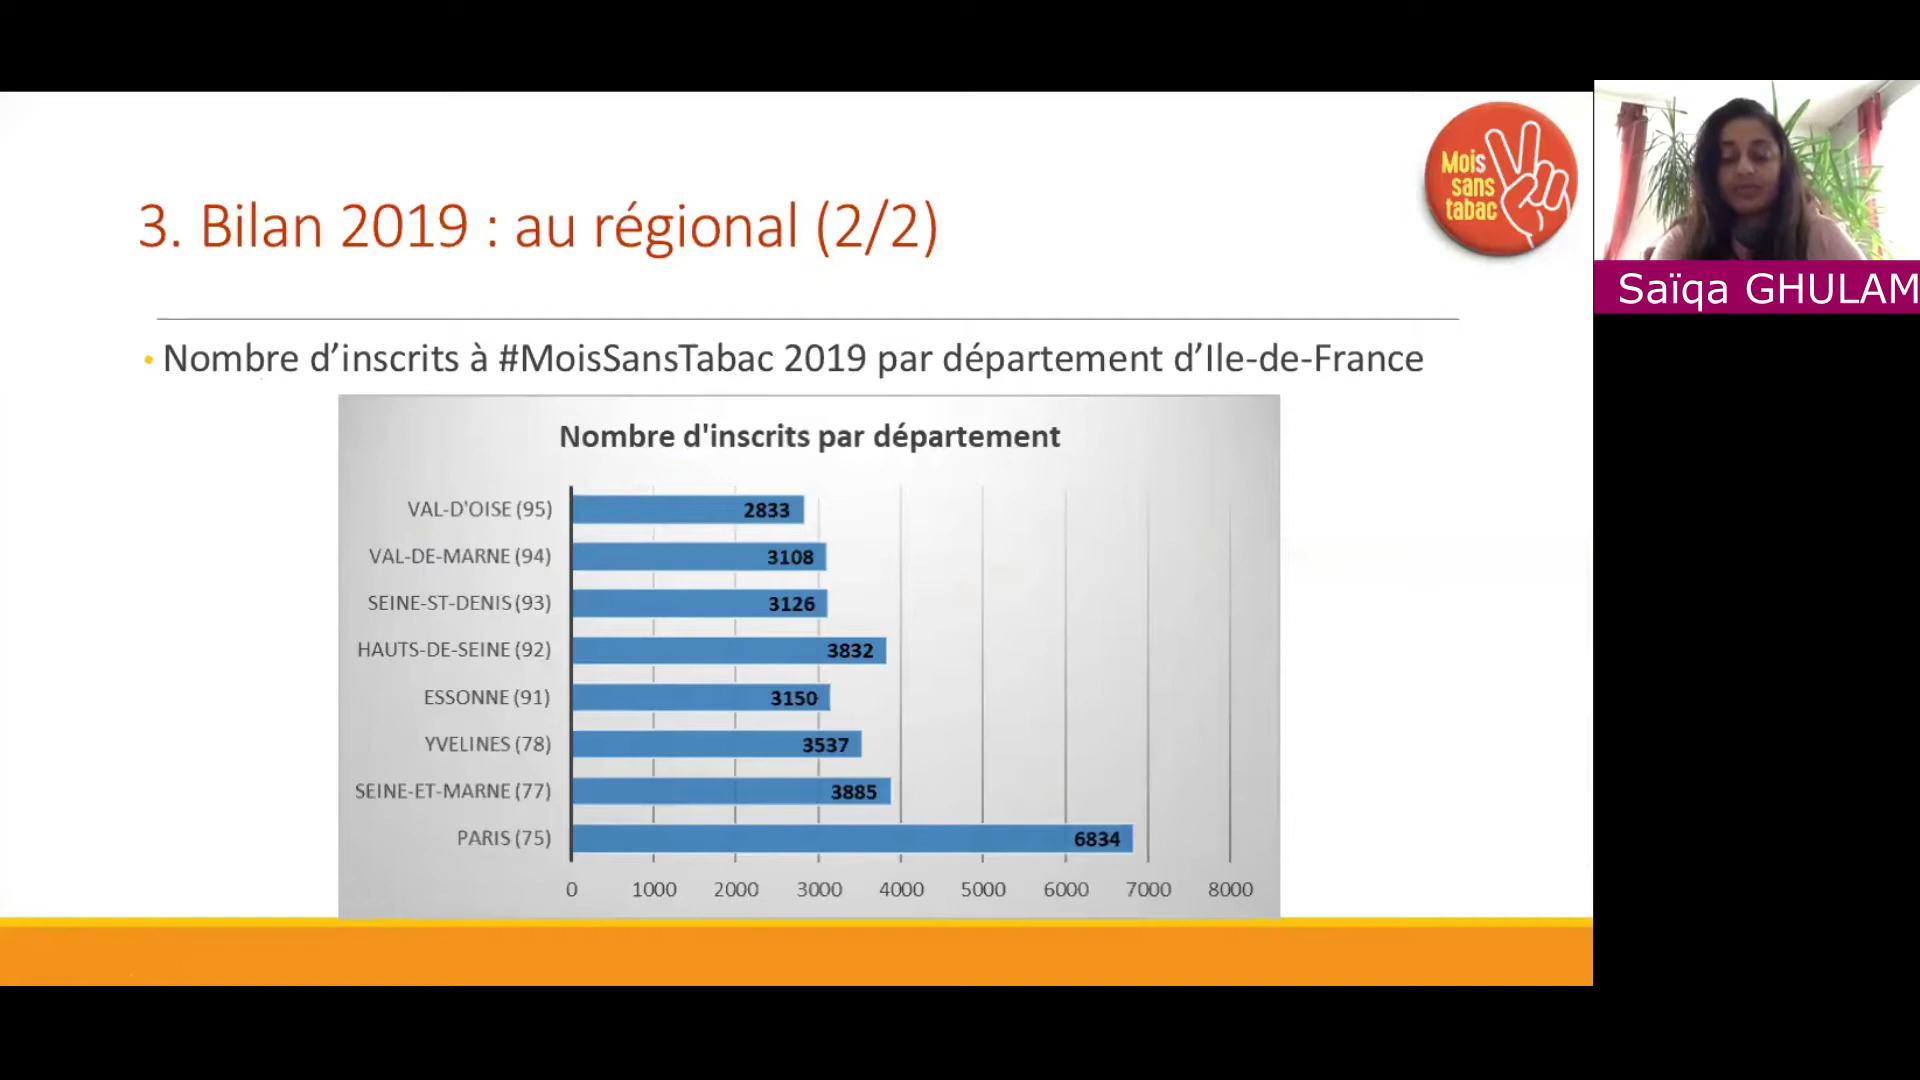 Mois
sans
tabac
3. Bilan 2019 : au régional (2/2)
Saïqa GHULAM
• Nombre d’inscrits à #MoisSansTabac 2019 par département d’Ile-de-France
Nombre d'inscrits par département
VAL-D'OISE (95) 2833
VAL-DE-MARNE (94) 3108
SEINE-ST-DENIS (93) 3126
HAUTS-DE-SEINE (92) 3832
ESSONNE (91) 3150
YVELINES (78) 3537
SEINE-ET-MARNE (77) 3885
PARIS (75) 6834
0 1000 2000 3000 4000 5000 6000 7000 8000